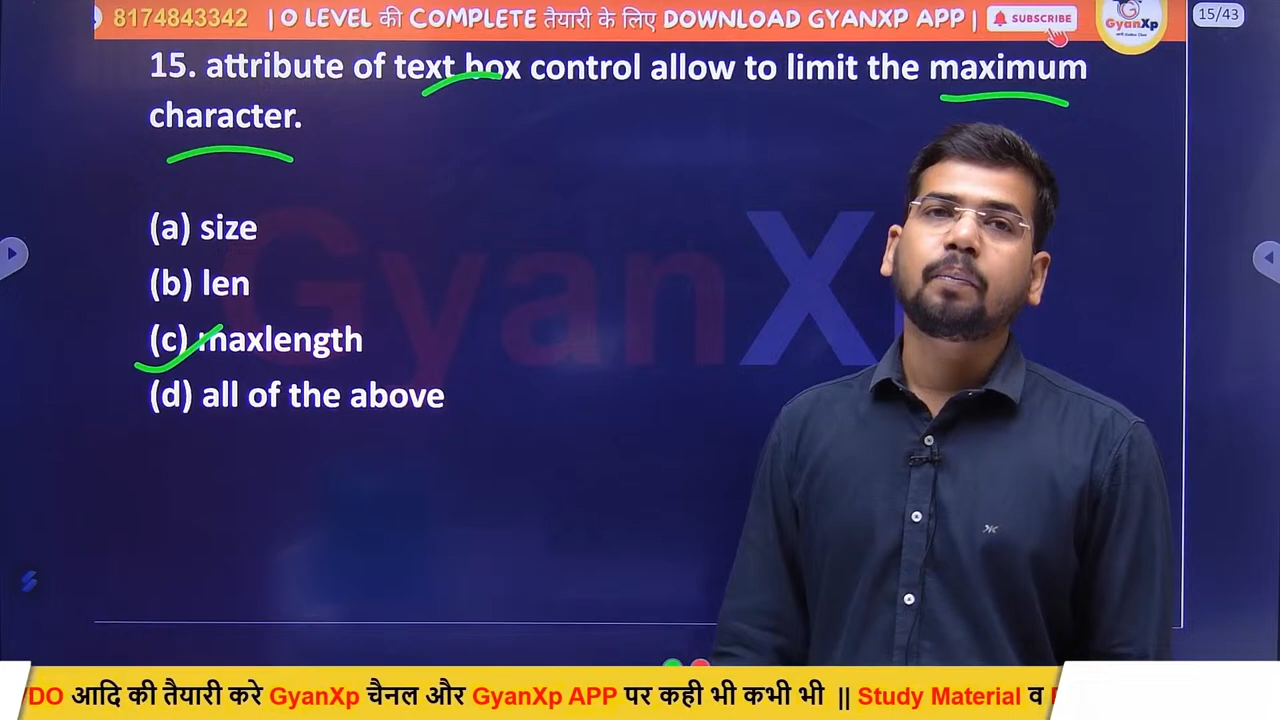 8174843342 | O LEVEL की COMPLETE तैयारी के लिए DOWNLOAD GYANXP APP | SUBSCRIBE
GyanXp
15/43
15. attribute of text box control allow to limit the maximum
character.
(a) size
(b) len
(c) maxlength
(d) all of the above
GyanX
DO आदि की तैयारी करे GyanXp चैनल और GyanXp APP पर कही भी कभी भी || Study Material व